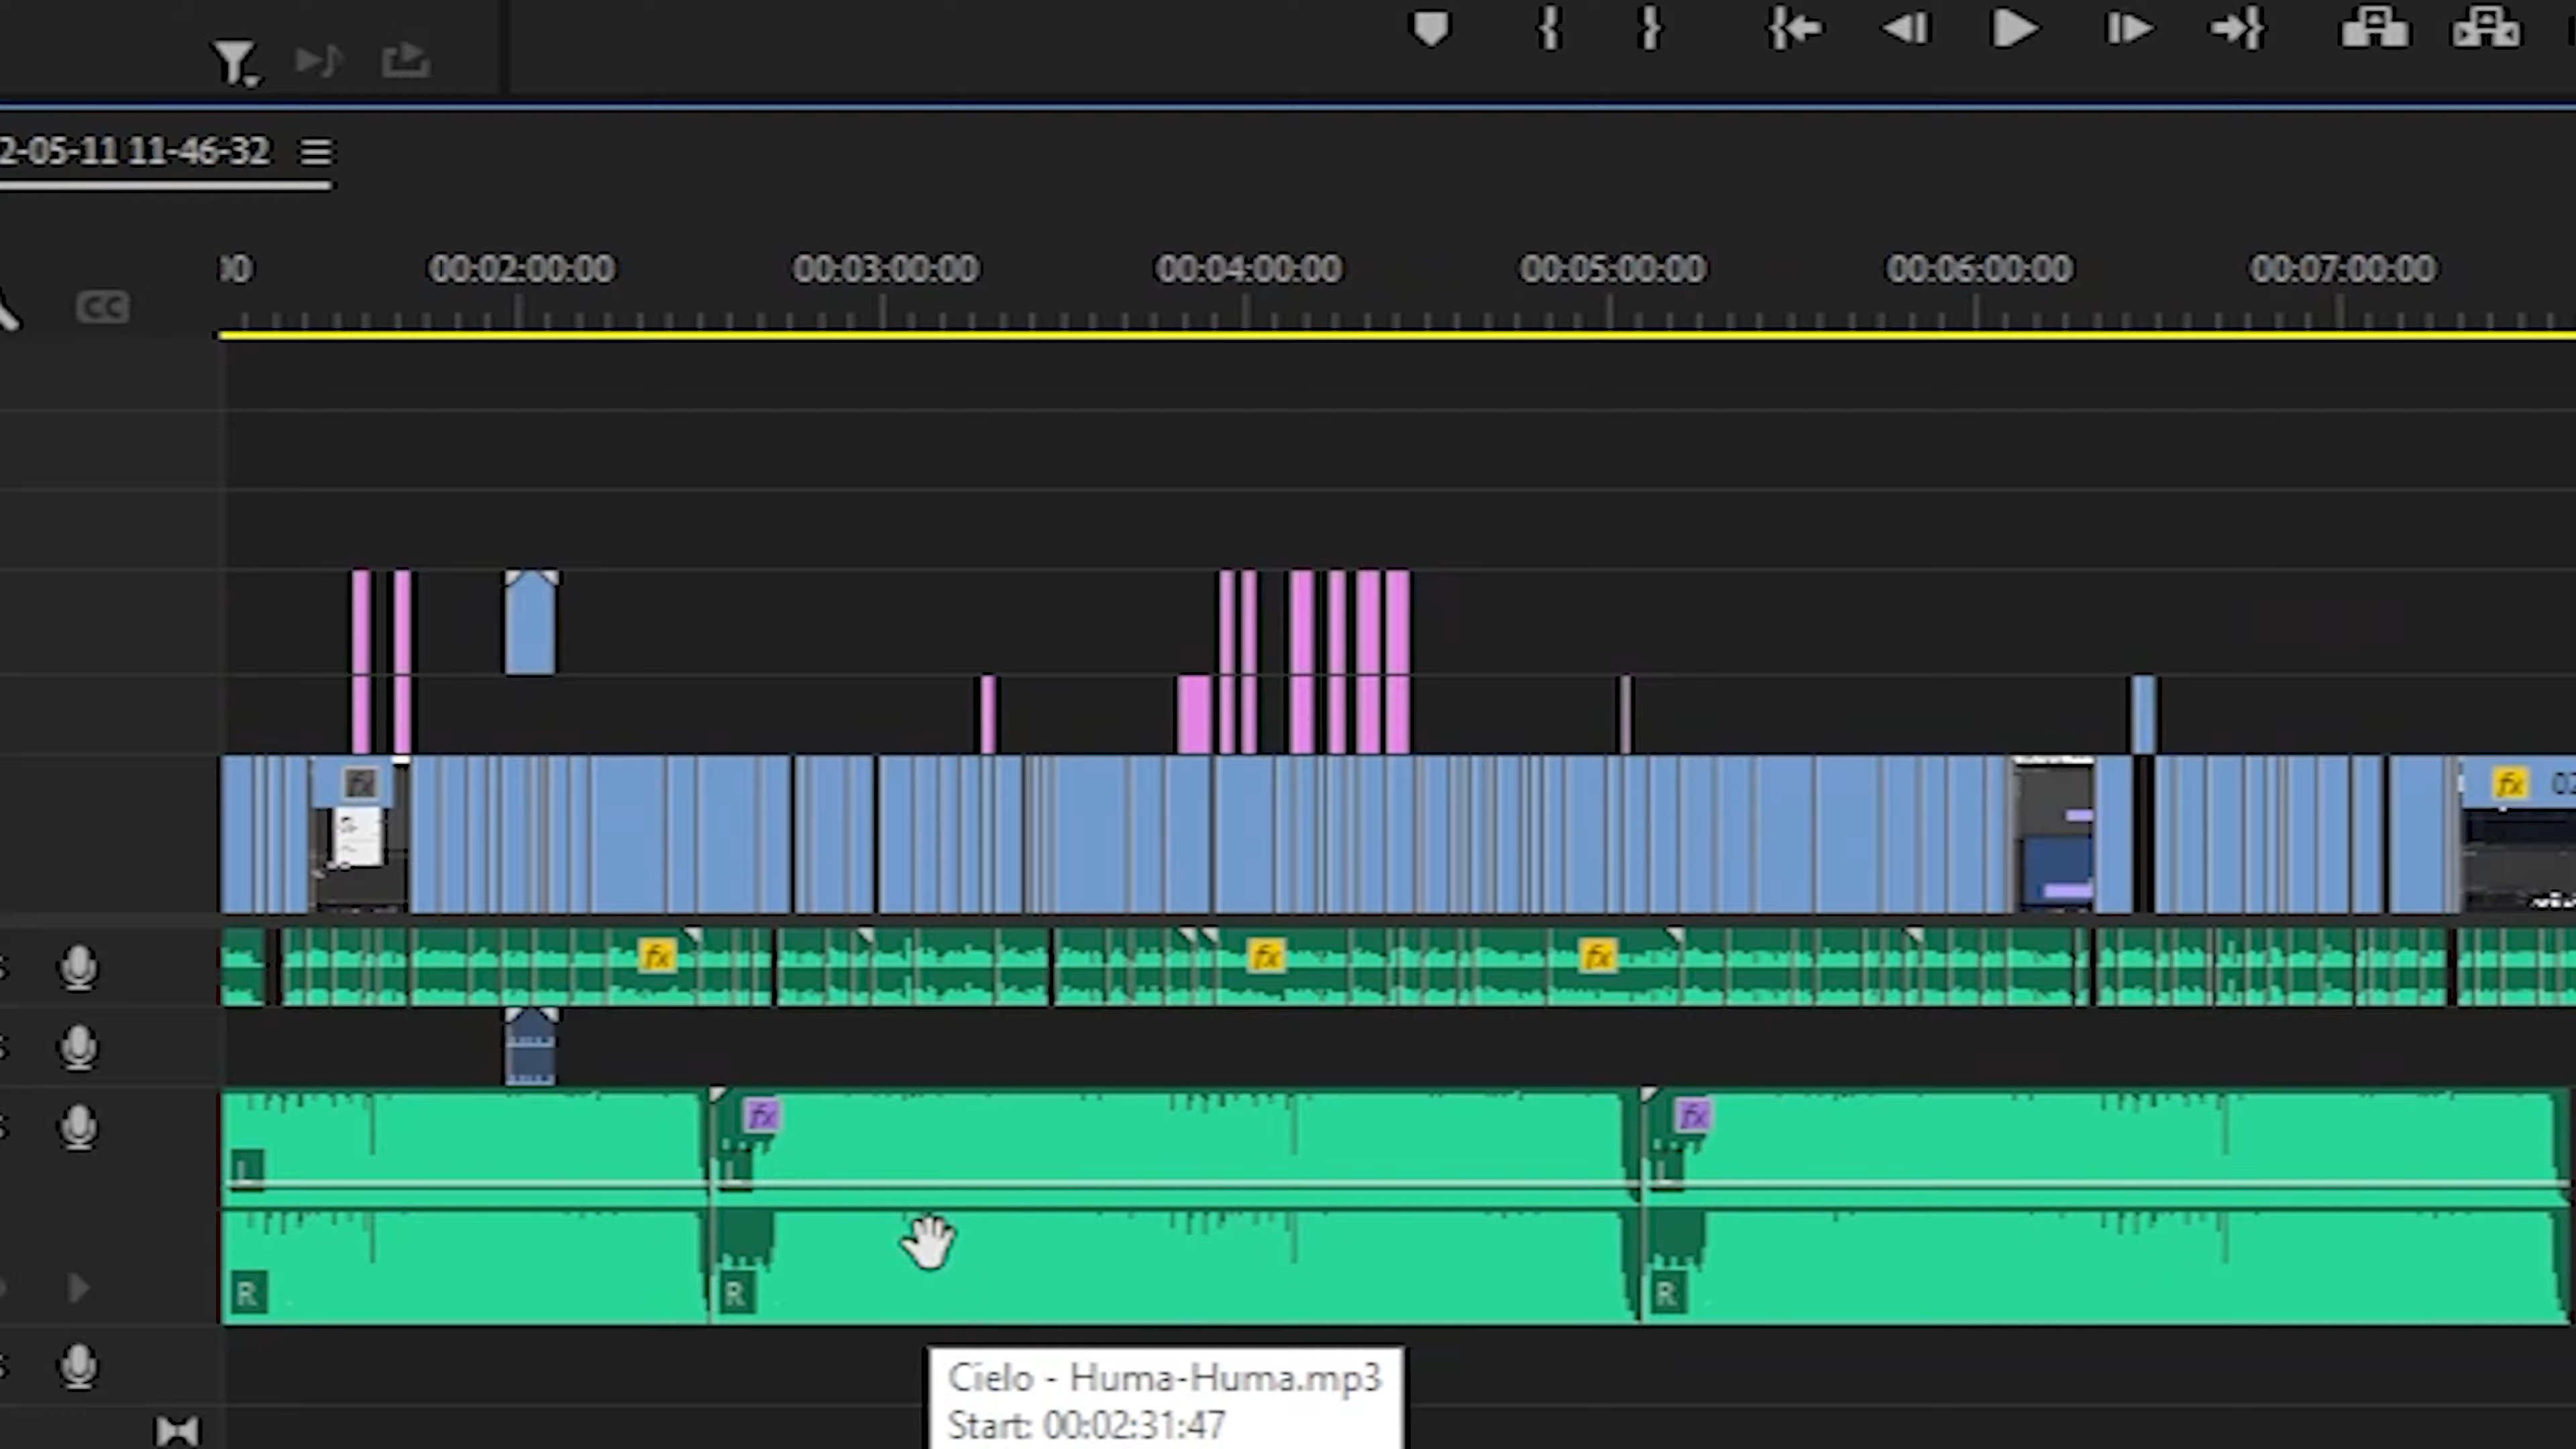 2-05-11 11-46-32
00
00:02:00:00
00:03:00:00
00:04:00:00
00:05:00:00
00:06:00:00
00:07:00:00
CC
fx
fx
02
fx
fx
fx
fx
fx
L
L
L
R
R
R
Cielo - Huma-Huma.mp3
Start: 00:02:31:47